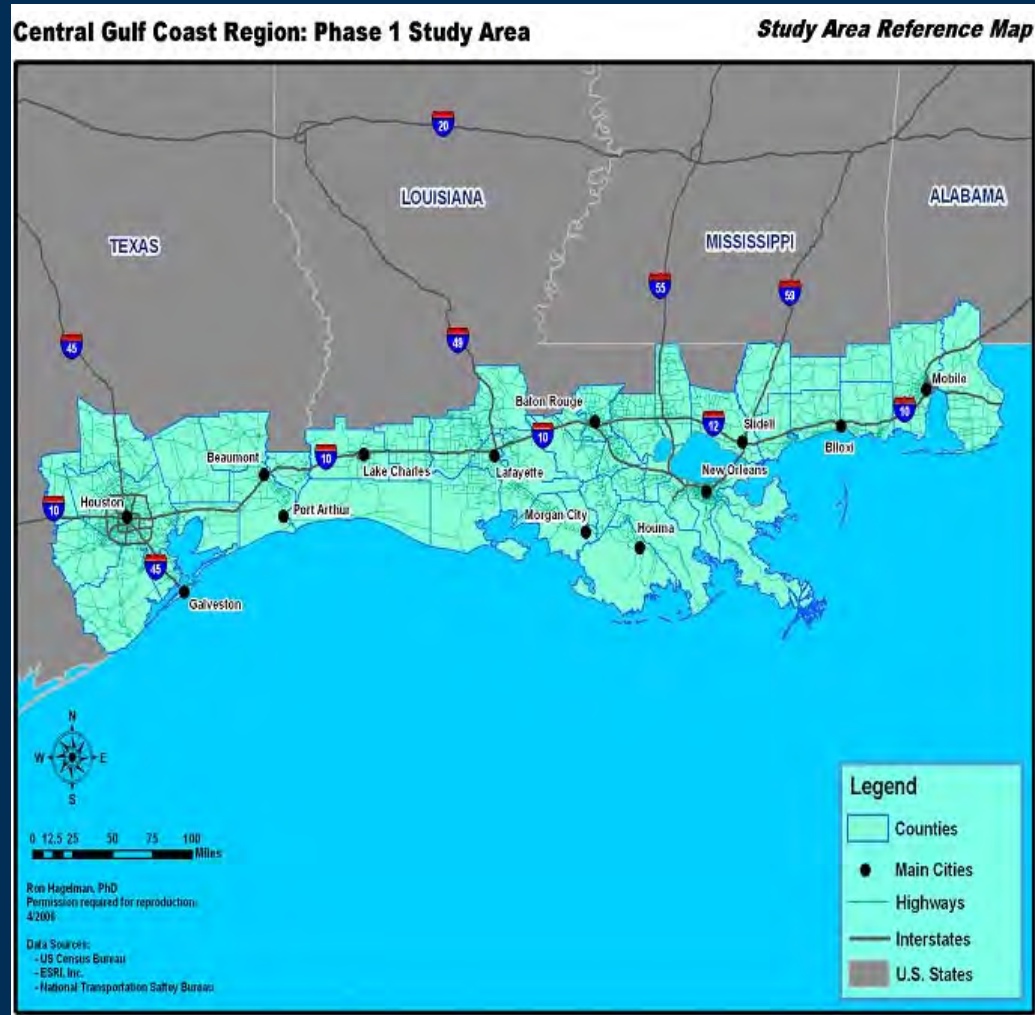 Central Gulf Coast Region: Phase 1 Study Area
Study Area Reference Map
20
LOUISIANA
ALABAMA
TEXAS
MISSISSIPPI
55
59
45
49
Mobile
Baton Rouge
10
12
Slidell
Biloxi
10
Beaumont
10
Lake Charles
Lafayette
New Orleans
Houston
10
Port Arthur
Morgan City
Houma
45
Galveston
N
W
E
S
0 12.5 25 50 75 100
Miles
Ron Hagelman, PhD
Permission required for reproduction:
4/2006
Data Sources:
- US Census Bureau
- ESRI, Inc.
- National Transportation Saftey Bureau
Legend
Counties
Main Cities
Highways
Interstates
U.S. States